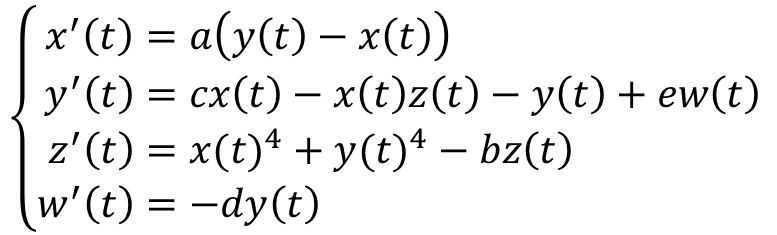 x′(t) = a(y(t) − x(t))
y′(t) = cx(t) − x(t)z(t) − y(t) + ew(t)
z′(t) = x(t)⁴ + y(t)⁴ − bz(t)
w′(t) = −dy(t)